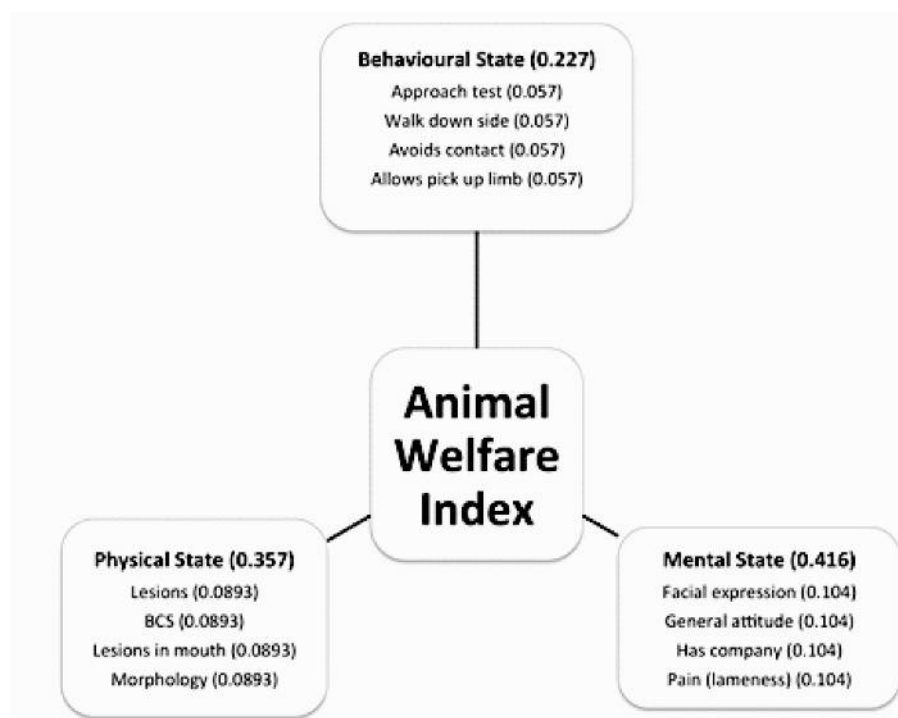 Behavioural State (0.227)
Approach test (0.057)
Walk down side (0.057)
Avoids contact (0.057)
Allows pick up limb (0.057)
Animal
Welfare
Index
Physical State (0.357)
Lesions (0.0893)
BCS (0.0893)
Lesions in mouth (0.0893)
Morphology (0.0893)
Mental State (0.416)
Facial expression (0.104)
General attitude (0.104)
Has company (0.104)
Pain (lameness) (0.104)